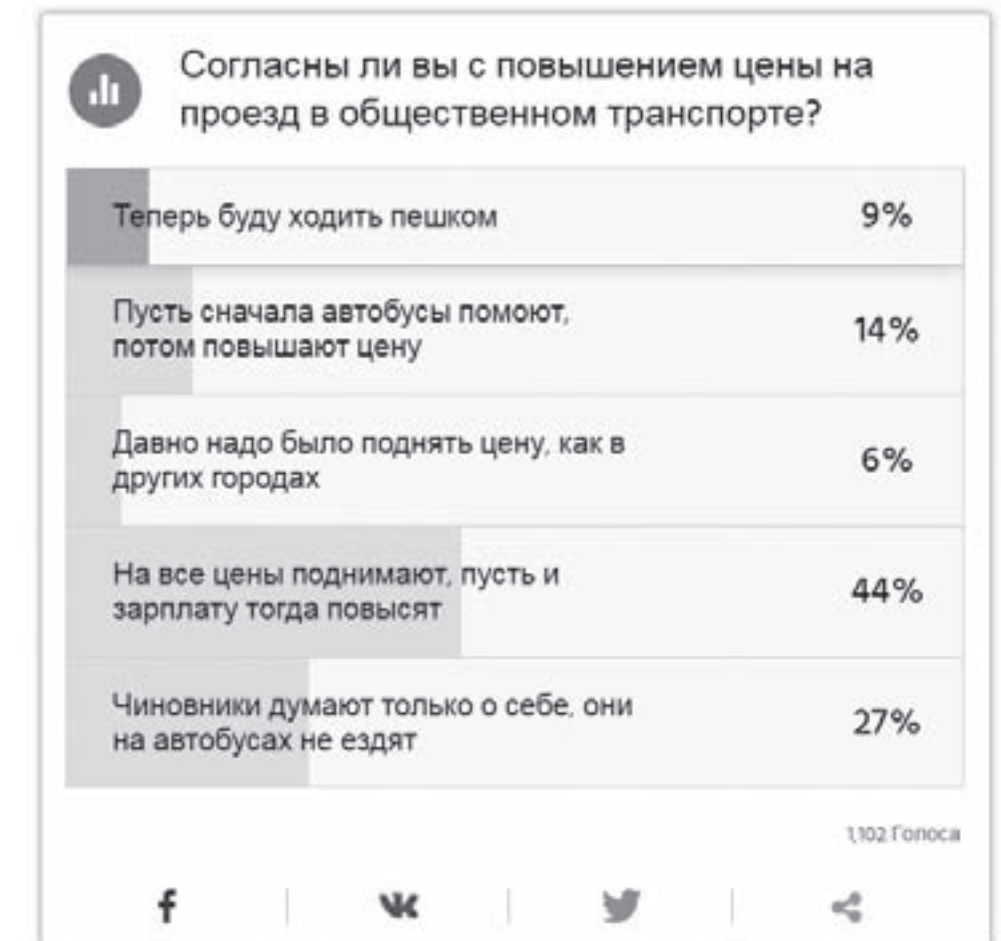 Согласны ли вы с повышением цены на
проезд в общественном транспорте?
Теперь буду ходить пешком 9%
Пусть сначала автобусы помоют,
потом повышают цену 14%
Давно надо было поднять цену, как в
других городах 6%
На все цены поднимают, пусть и
зарплату тогда повысят 44%
Чиновники думают только о себе, они
на автобусах не ездят 27%
1,102 Голоса